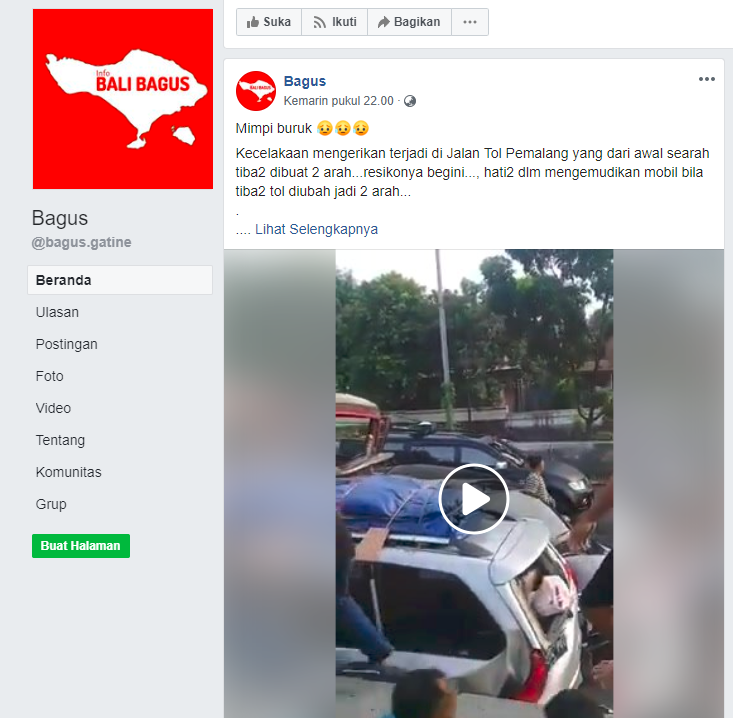 Suka
Ikuti
Bagikan
Info
BALI BAGUS
Bagus
@bagus.gatine
Beranda
Ulasan
Postingan
Foto
Video
Tentang
Komunitas
Grup
Buat Halaman
BALI BAGUS
Bagus
Kemarin pukul 22.00 ·
Mimpi buruk 😥😥😥
Kecelakaan mengerikan terjadi di Jalan Tol Pemalang yang dari awal searah
tiba2 dibuat 2 arah...resikonya begini..., hati2 dlm mengemudikan mobil bila
tiba2 tol diubah jadi 2 arah...
.
.... Lihat Selengkapnya